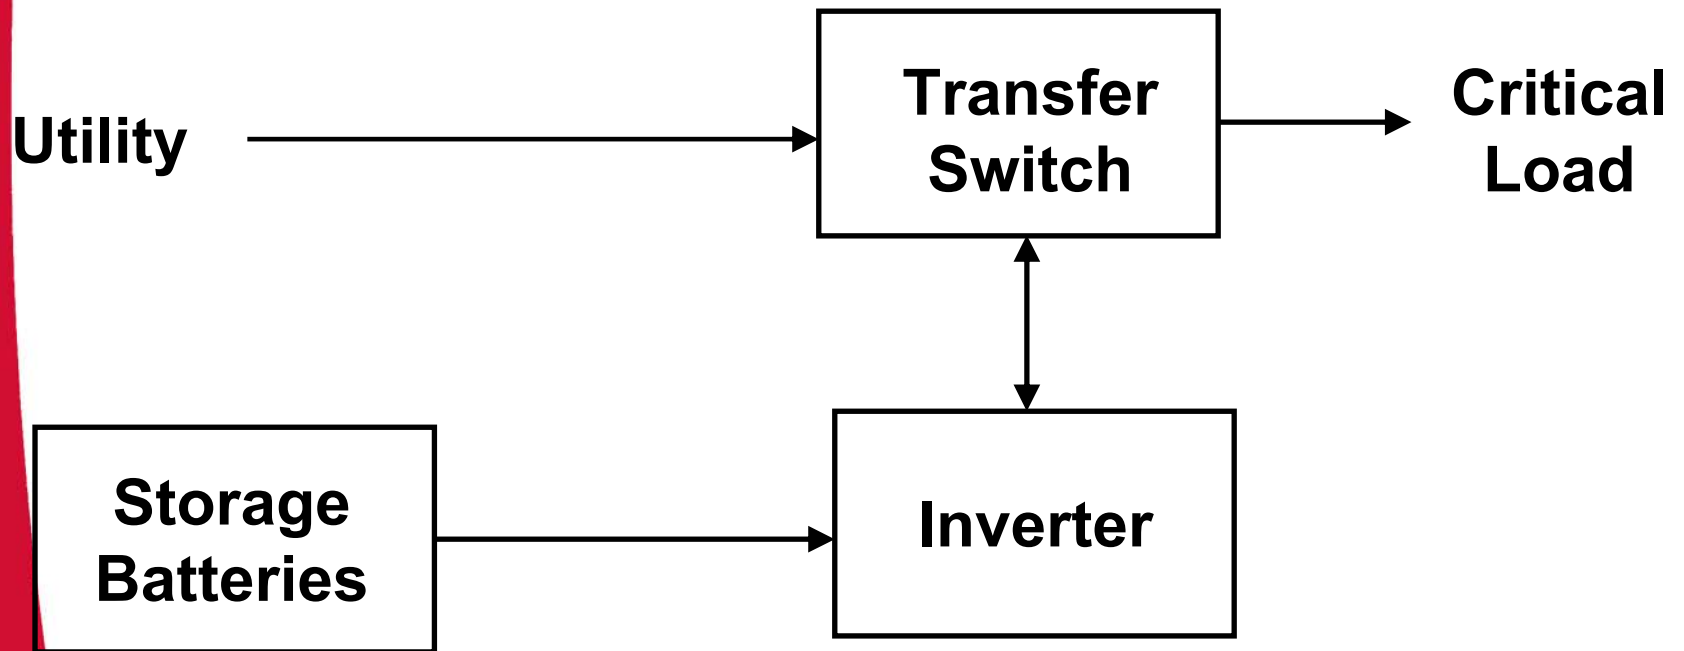 Utility
Transfer
Switch
Critical
Load
Storage
Batteries
Inverter